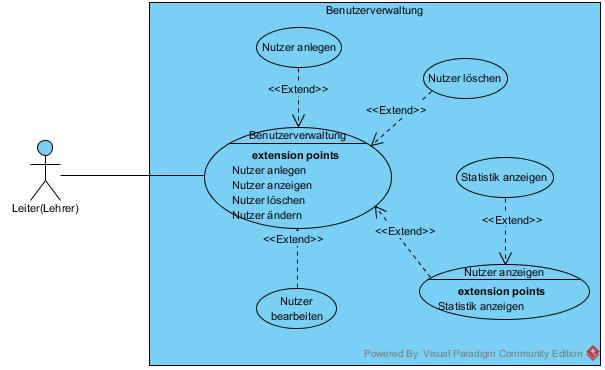 Benutzerverwaltung
Nutzer anlegen
<<Extend>>
Nutzer löschen
<<Extend>>
Benutzerverwaltung
extension points
Nutzer anlegen
Nutzer anzeigen
Nutzer löschen
Nutzer ändern
Leiter(Lehrer)
Statistik anzeigen
<<Extend>>
<<Extend>>
<<Extend>>
Nutzer anzeigen
extension points
Statistik anzeigen
Nutzer
bearbeiten
Powered By Visual Paradigm Community Edition